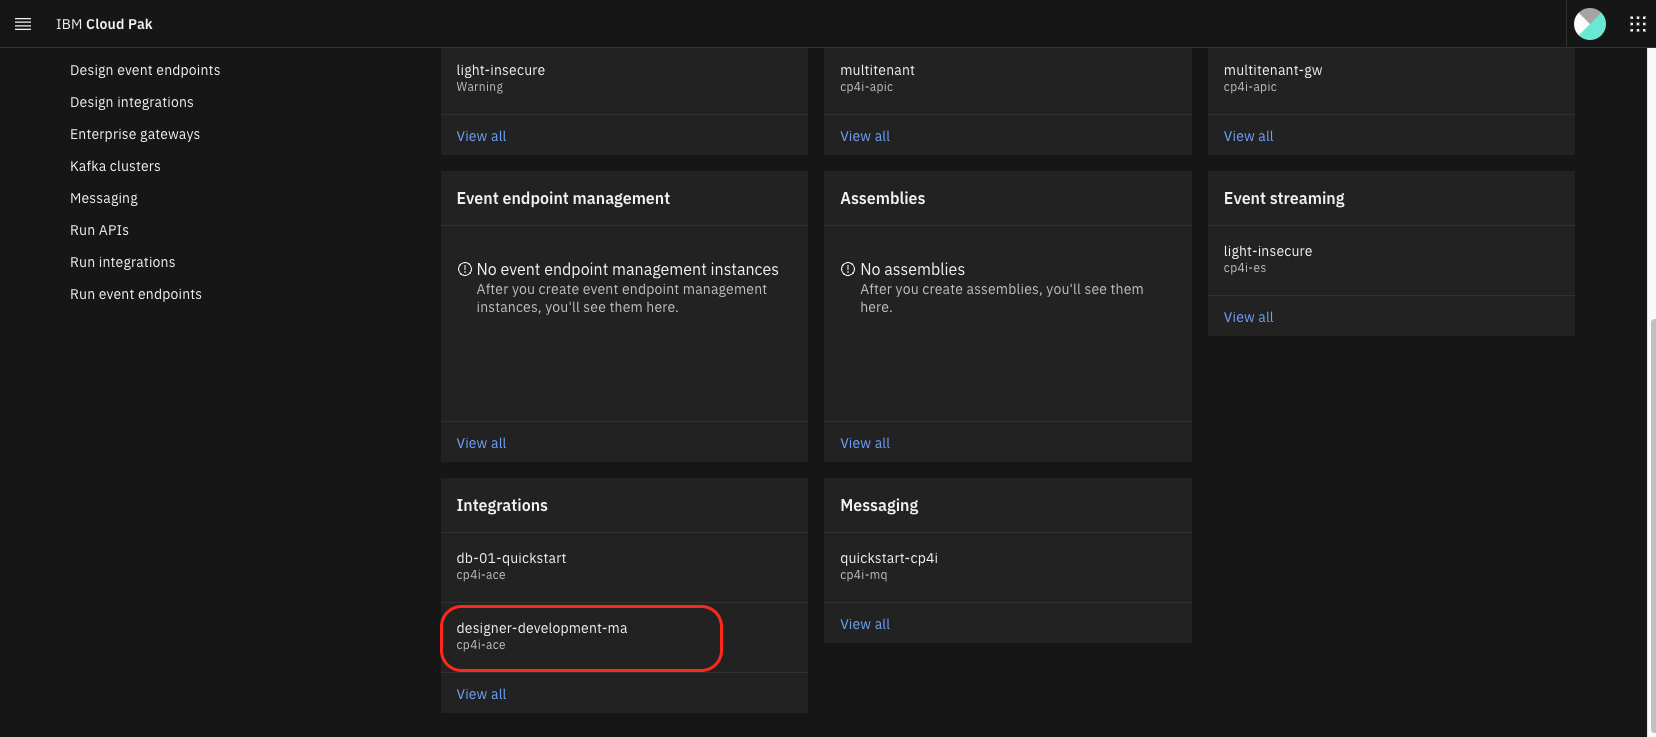 IBM Cloud Pak
Design event endpoints
Design integrations
Enterprise gateways
Kafka clusters
Messaging
Run APIs
Run integrations
Run event endpoints
light-insecure
Warning
View all
multitenant
cp4i-apic
View all
multitenant-gw
cp4i-apic
View all
Event endpoint management
No event endpoint management instances
After you create event endpoint management
instances, you'll see them here.
View all
Assemblies
No assemblies
After you create assemblies, you'll see them
here.
View all
Event streaming
light-insecure
cp4i-es
View all
Integrations
db-01-quickstart
cp4i-ace
designer-development-ma
cp4i-ace
View all
Messaging
quickstart-cp4i
cp4i-mq
View all